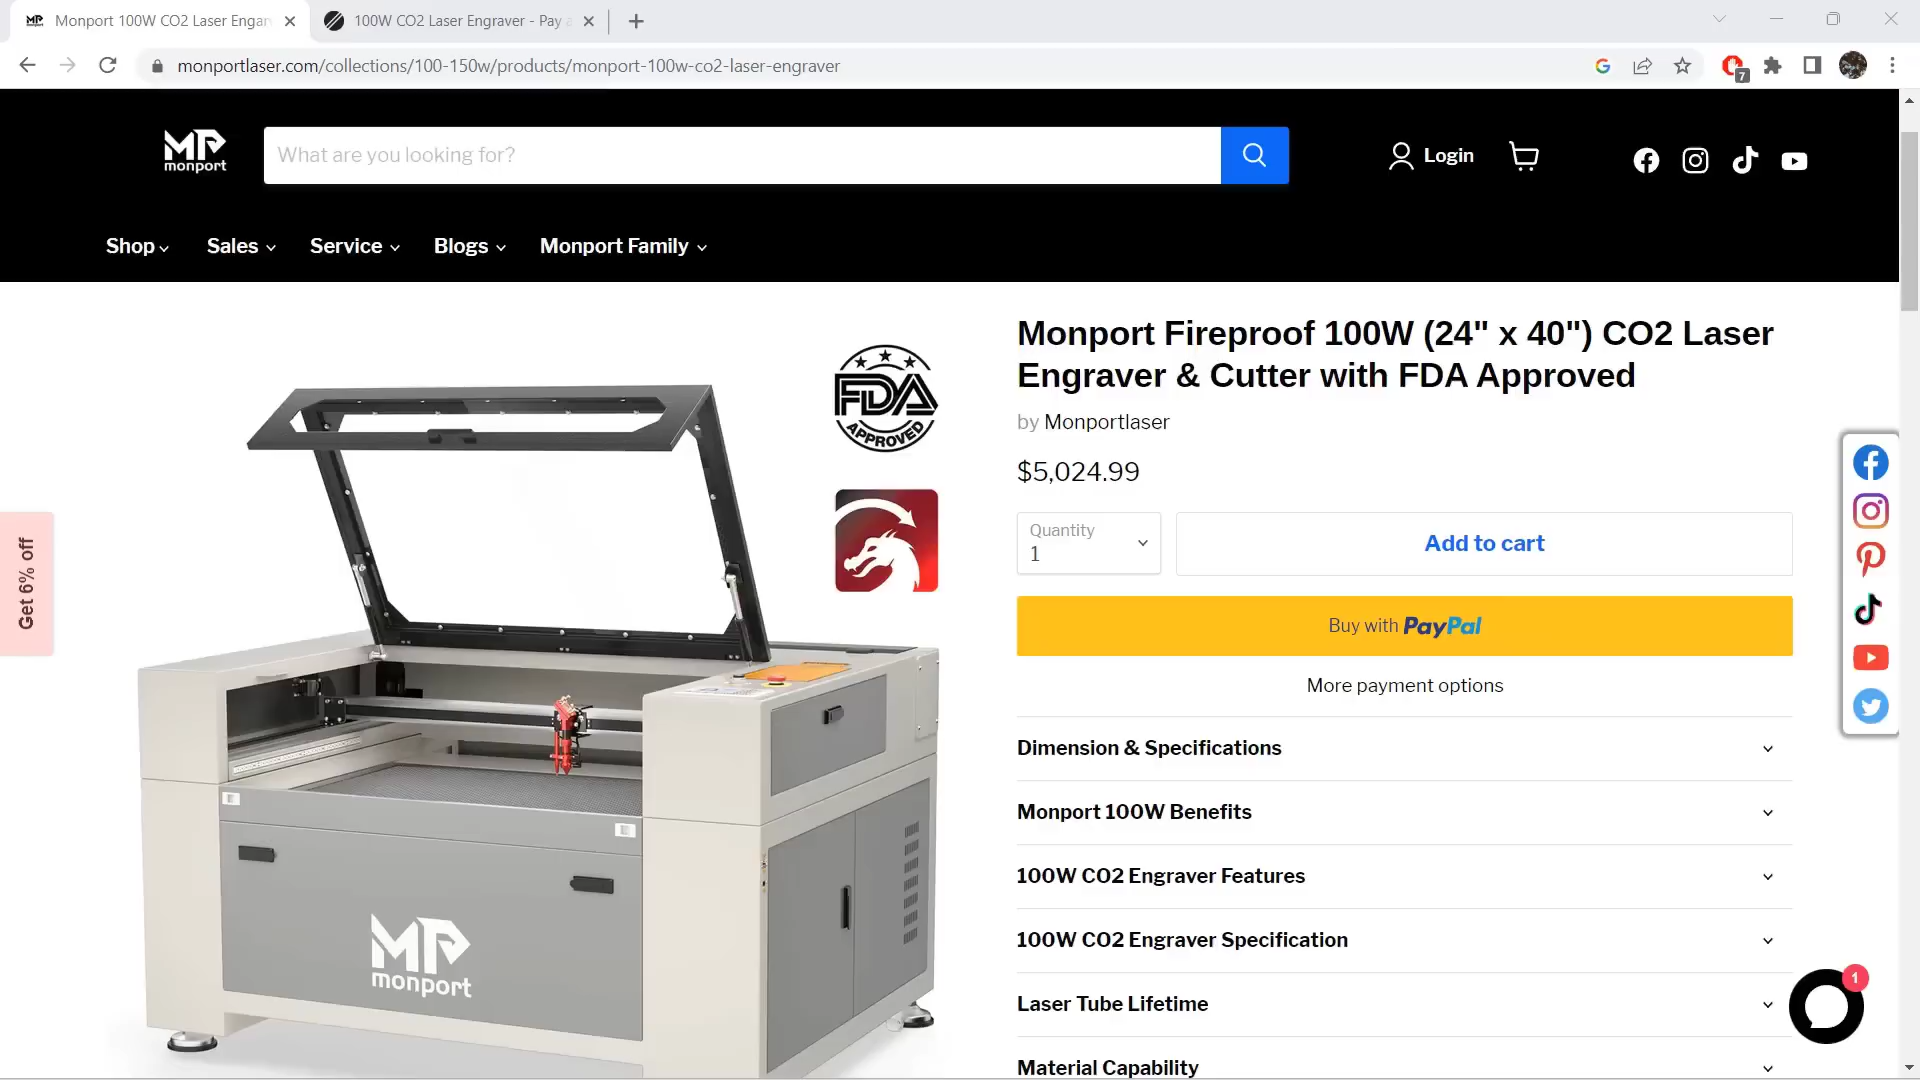 Monport 100W CO2 Laser Engar
100W CO2 Laser Engraver - Pay a
monportlaser.com/collections/100-150w/products/monport-100w-co2-laser-engraver
7
MP
monport
What are you looking for?
Login
Shop
Sales
Service
Blogs
Monport Family
Monport Fireproof 100W (24" x 40") CO2 Laser
Engraver & Cutter with FDA Approved
by Monportlaser
$5,024.99
Quantity
1
Add to cart
Buy with PayPal
More payment options
Dimension & Specifications
Monport 100W Benefits
100W CO2 Engraver Features
100W CO2 Engraver Specification
Laser Tube Lifetime
Material Capability
FDA
APPROVED
Get 6% off
MP
monport
1